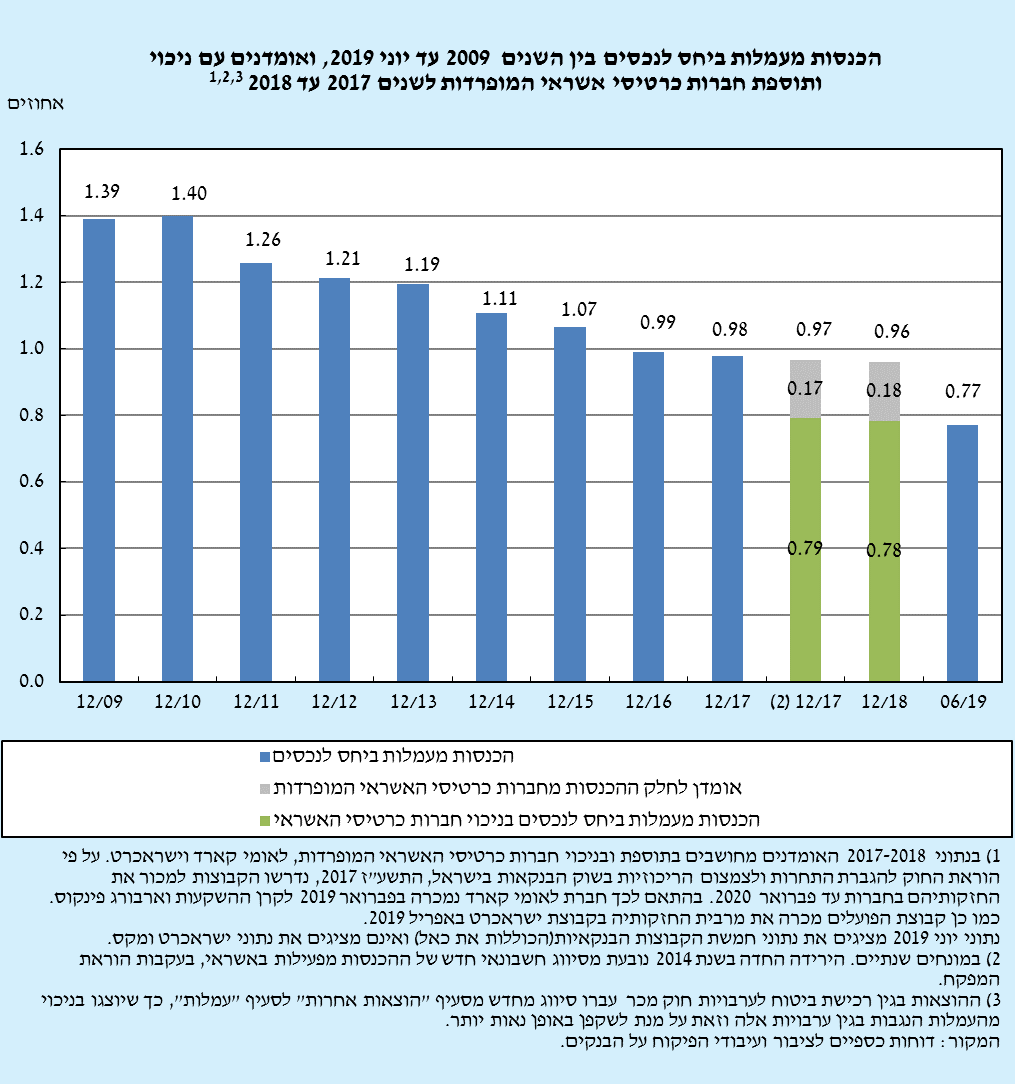 הכנסות מעמלות ביחס לנכסים בין השנים 2009 עד יוני 2019, ואומדנים עם ניכוי
ותוספת חברות כרטיסי אשראי המופרדות לשנים 2017 עד 2018 1,2,3
אחוזים
1.6
1.4
1.2
1.0
0.8
0.6
0.4
0.2
0.0
1.39
1.40
1.26
1.21
1.19
1.11
1.07
0.99
0.98
0.97
0.96
0.77
0.17
0.18
0.79
0.78
12/09
12/10
12/11
12/12
12/13
12/14
12/15
12/16
12/17
(2) 12/17
12/18
06/19
הכנסות מעמלות ביחס לנכסים
אומדן לחלק ההכנסות מחברות כרטיסי האשראי המופרדות
הכנסות מעמלות ביחס לנכסים בניכוי חברות כרטיסי האשראי
1) בנתוני 2017-2018 האומדנים מחושבים בתוספת ובניכוי חברות כרטיסי האשראי המופרדות, לאומי קארד וישראכרט. על פי
הוראת החוק להגברת התחרות ולצמצום הריכוזיות בשוק הבנקאות בישראל, התשע"ז 2017, נדרשו הקבוצות למכור את
החזקותיהם בחברות עד פברואר 2020. בהתאם לכך חברת לאומי קארד נמכרה בפברואר 2019 לקרן ההשקעות וארבורג פינקוס.
כמו כן קבוצת הפועלים מכרה את מרבית החזקותיה בקבוצת ישראכרט באפריל 2019.
נתוני יוני 2019 מציגים את נתוני חמשת הקבוצות הבנקאיות(הכוללות את כאל) ואינם מציגים את נתוני ישראכרט ומקס.
2) במונחים שנתיים. הירידה החדה בשנת 2014 נובעת מסיווג חשבונאי חדש של ההכנסות מפעילות באשראי, בעקבות הוראת
המפקח.
3) ההוצאות בגין רכישת ביטוח לערבויות חוק מכר עברו סיווג מחדש מסעיף "הוצאות אחרות" לסעיף "עמלות", כך שיוצגו בניכוי
מהעמלות הנגבות בגין ערבויות אלה וזאת על מנת לשקפן באופן נאות יותר.
המקור : דוחות כספיים לציבור ועיבודי הפיקוח על הבנקים.